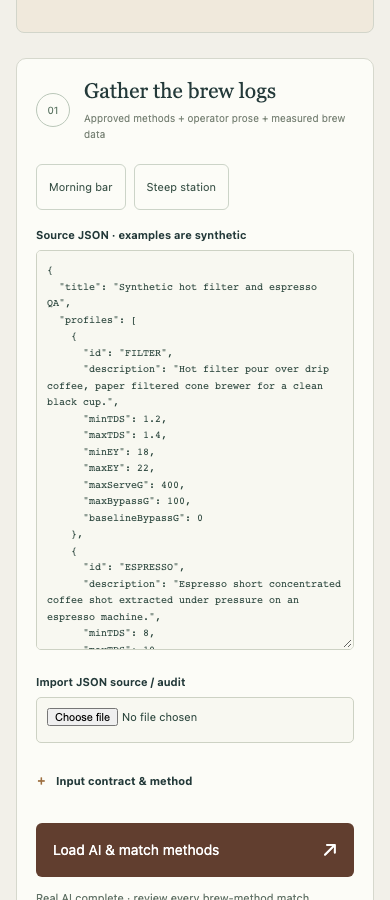 01
Gather the brew logs
Approved methods + operator prose + measured brew
data
Morning bar
Steep station
Source JSON · examples are synthetic
{
"title": "Synthetic hot filter and espresso
QA",
"profiles": [
{
"id": "FILTER",
"description": "Hot filter pour over drip
coffee, paper filtered cone brewer for a clean
black cup.",
"minTDS": 1.2,
"maxTDS": 1.4,
"minEY": 18,
"maxEY": 22,
"maxServeG": 400,
"maxBypassG": 100,
"baselineBypassG": 0
},
{
"id": "ESPRESSO",
"description": "Espresso short concentrated
coffee shot extracted under pressure on an
espresso machine.",
"minTDS": 8,
Import JSON source / audit
Choose file No file chosen
+ Input contract & method
Load AI & match methods
Real AI complete · review every brew-method match